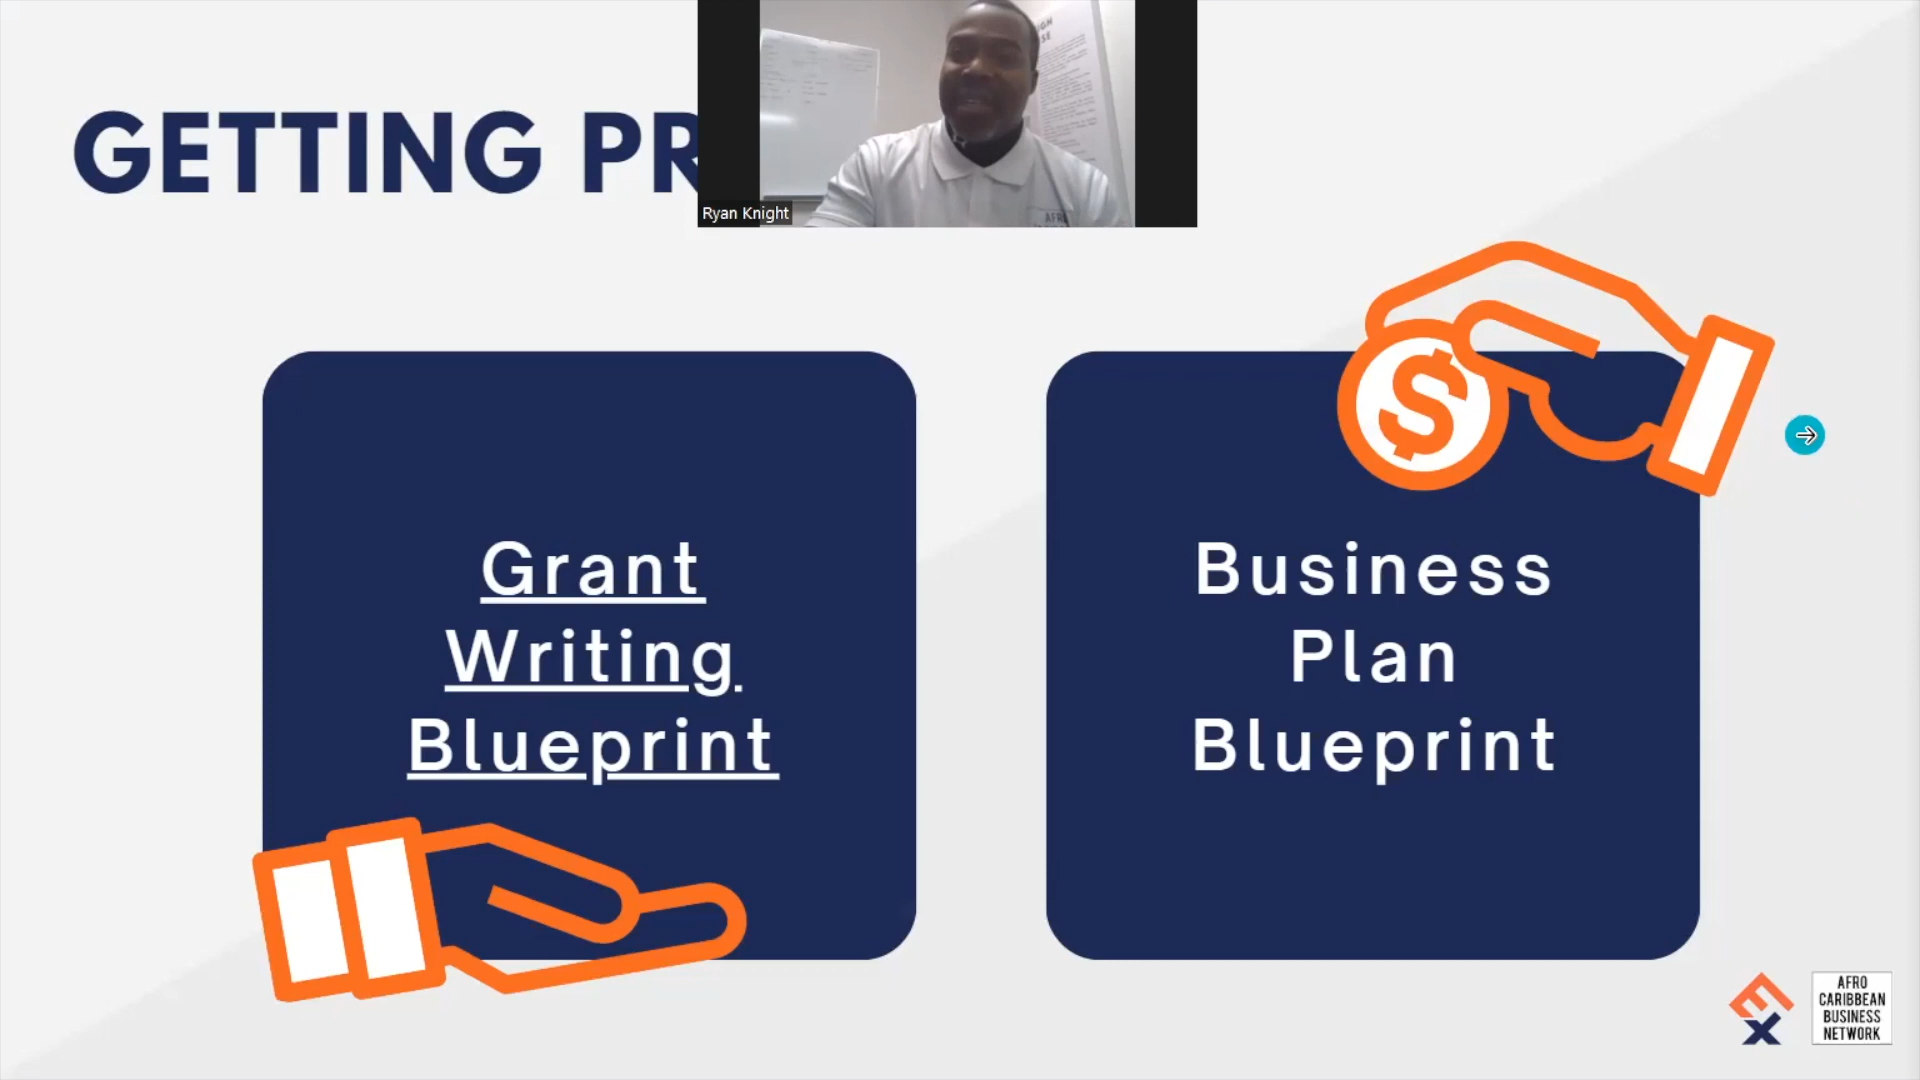 GETTING PR
Ryan Knight
Grant
Writing
Blueprint
Business
Plan
Blueprint
AFRO
CARIBBEAN
BUSINESS
NETWORK